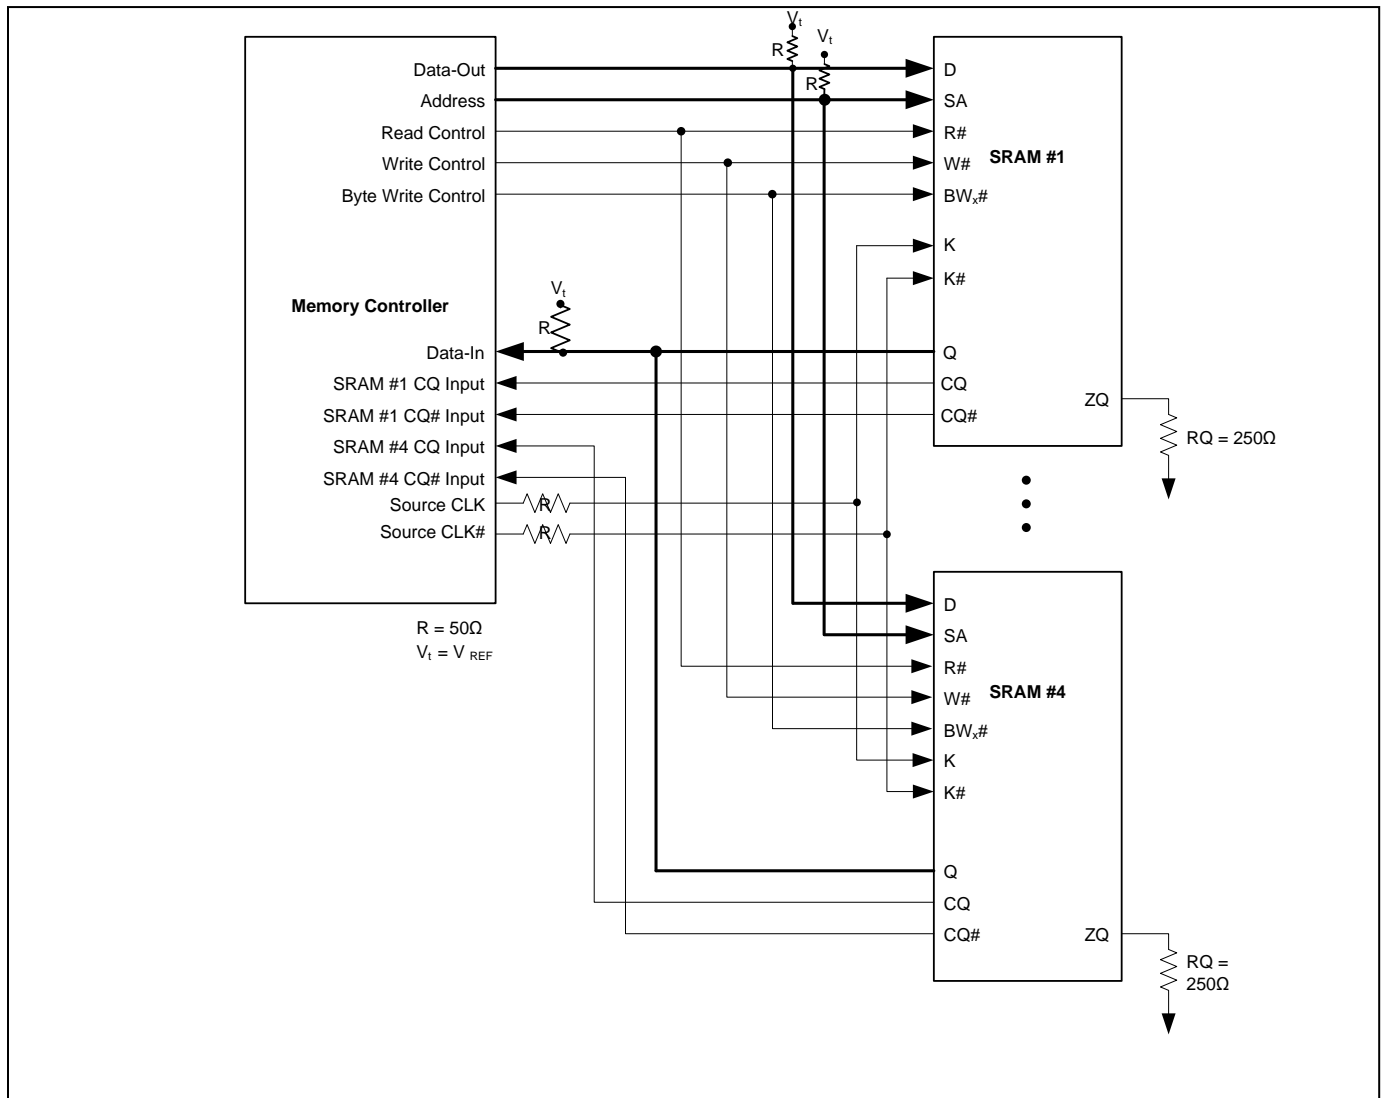 Vt
Vt
R
R
Data-Out
Address
Read Control
Write Control
Byte Write Control
Memory Controller
Vt
R
Data-In
SRAM #1 CQ Input
SRAM #1 CQ# Input
SRAM #4 CQ Input
SRAM #4 CQ# Input
Source CLK
R
Source CLK#
R
R = 50Ω
Vt = V REF
D
SA
R#
SRAM #1
W#
BWx#
K
K#
Q
CQ
CQ#
ZQ
RQ = 250Ω
D
SA
R#
SRAM #4
W#
BWx#
K
K#
Q
CQ
CQ#
ZQ
RQ =
250Ω